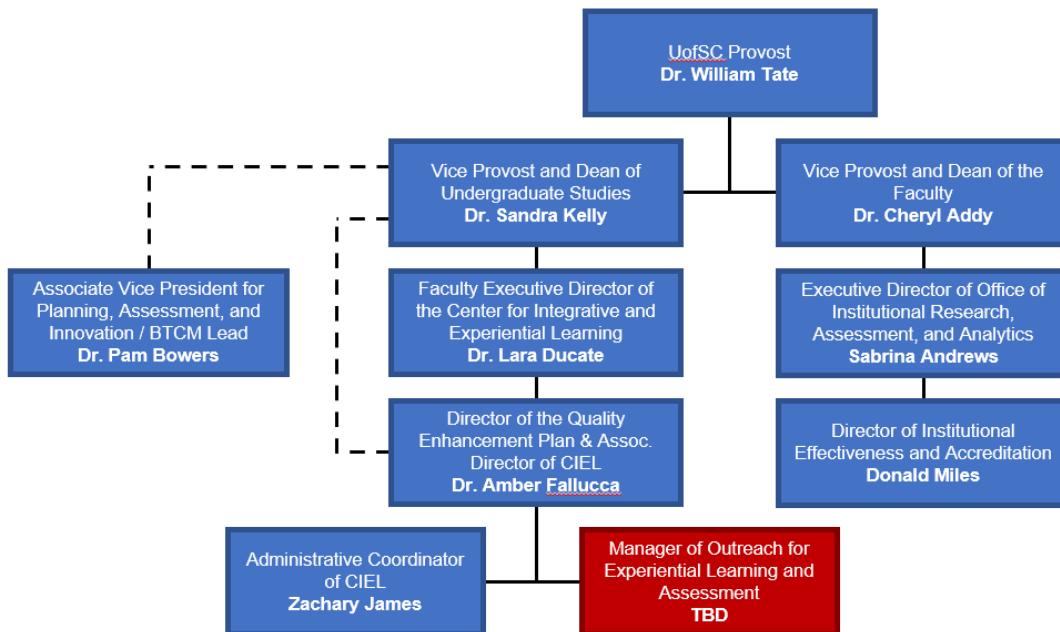 UofSC Provost
Dr. William Tate
Vice Provost and Dean of
Undergraduate Studies
Dr. Sandra Kelly
Vice Provost and Dean of the
Faculty
Dr. Cheryl Addy
Associate Vice President for
Planning, Assessment, and
Innovation / BTCM Lead
Dr. Pam Bowers
Faculty Executive Director of
the Center for Integrative and
Experiential Learning
Dr. Lara Ducate
Executive Director of Office of
Institutional Research,
Assessment, and Analytics
Sabrina Andrews
Director of the Quality
Enhancement Plan & Assoc.
Director of CIEL
Dr. Amber Fallucca
Director of Institutional
Effectiveness and Accreditation
Donald Miles
Administrative Coordinator
of CIEL
Zachary James
Manager of Outreach for
Experiential Learning and
Assessment
TBD